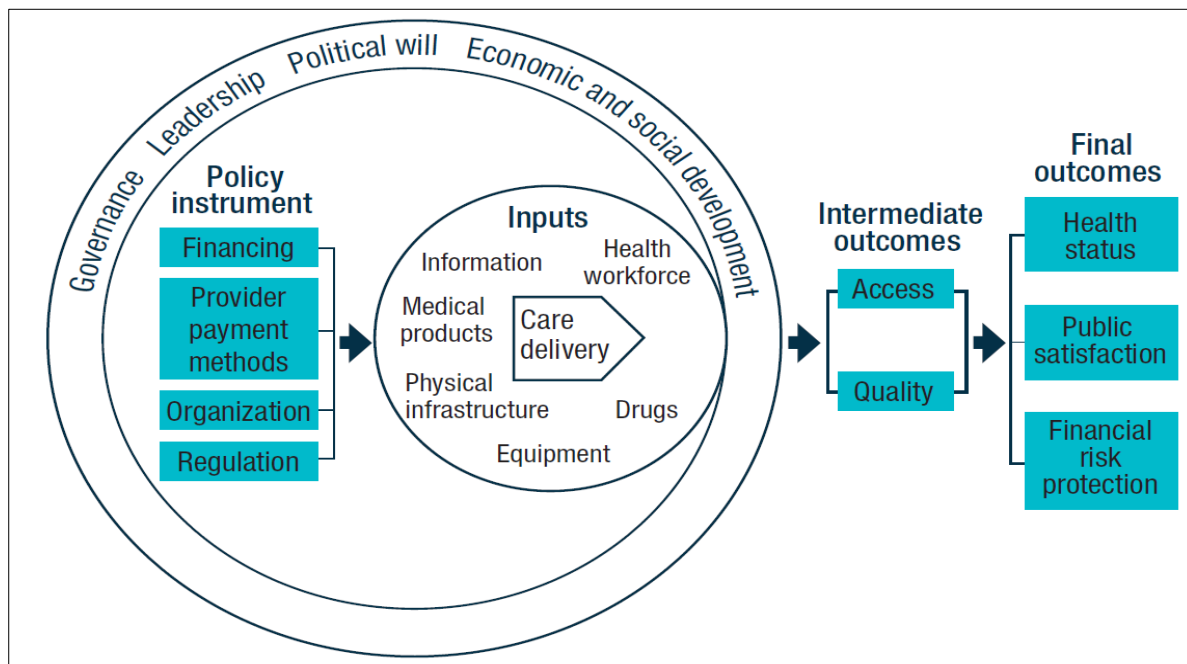 Governance Leadership Political will Economic and social development
Policy
instrument
Financing
Provider
payment
methods
Organization
Regulation
Inputs
Information
Health
workforce
Medical
products
Care
delivery
Physical
infrastructure
Drugs
Equipment
Intermediate
outcomes
Access
Quality
Final
outcomes
Health
status
Public
satisfaction
Financial
risk
protection